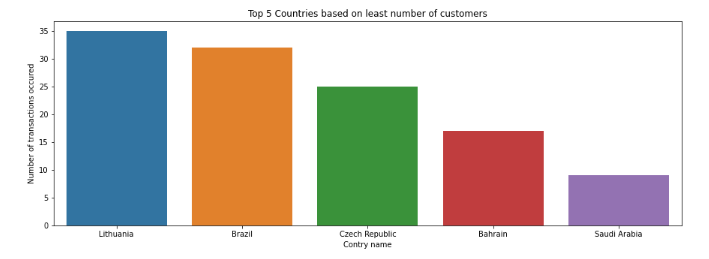 Top 5 Countries based on least number of customers
Number of transactions occured
35
30
25
20
15
10
5
0
Lithuania
Brazil
Czech Republic
Bahrain
Saudi Arabia
Contry name